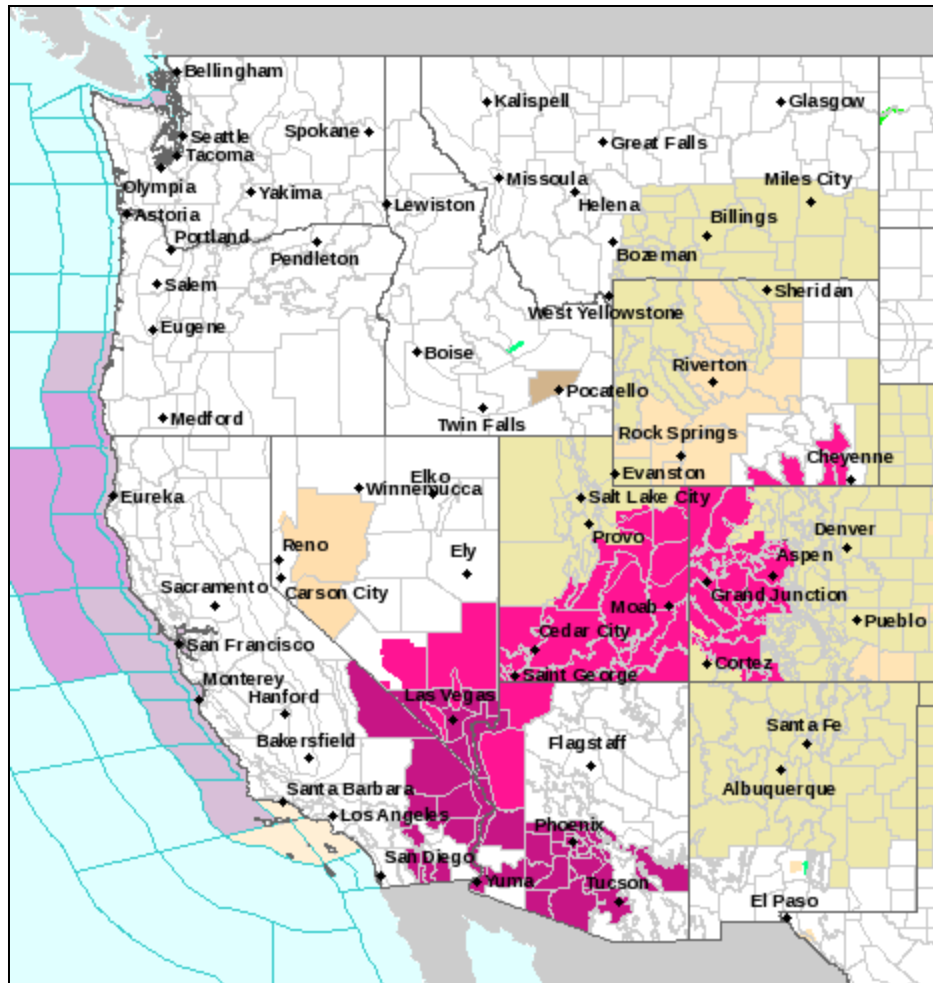 Bellingham
Kalispell
Glasgow
Spokane
Seattle
Great Falls
Tacoma
Olympia
Yakima
Missoula
Miles City
Lewiston
Helena
Astoria
Billings
Portland
Pendleton
Bozeman
Salem
Sheridan
West Yellowstone
Eugene
Boise
Riverton
Pocatello
Medford
Twin Falls
Rock Springs
Cheyenne
Elko
Evanston
Winnemucca
Eureka
Salt Lake City
Provo
Denver
Reno
Ely
Aspen
Sacramento
Carson City
Grand Junction
Moab
Pueblo
Cedar City
San Francisco
Cortez
Saint George
Monterey
Hanford
Las Vegas
Santa Fe
Bakersfield
Flagstaff
Albuquerque
Santa Barbara
Los Angeles
Phoenix
San Diego
Yuma
Tucson
El Paso